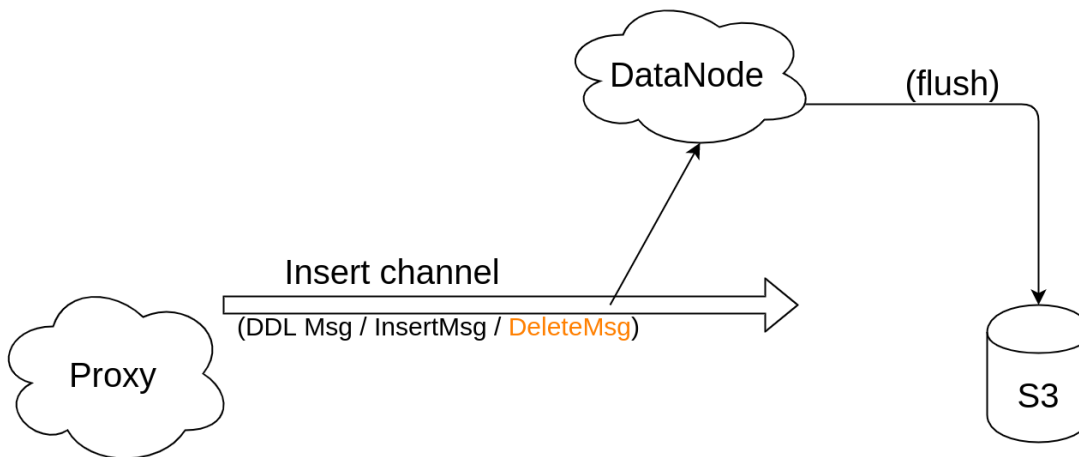 DataNode
(flush)
Insert channel
(DDL Msg / InsertMsg / DeleteMsg)
Proxy
S3